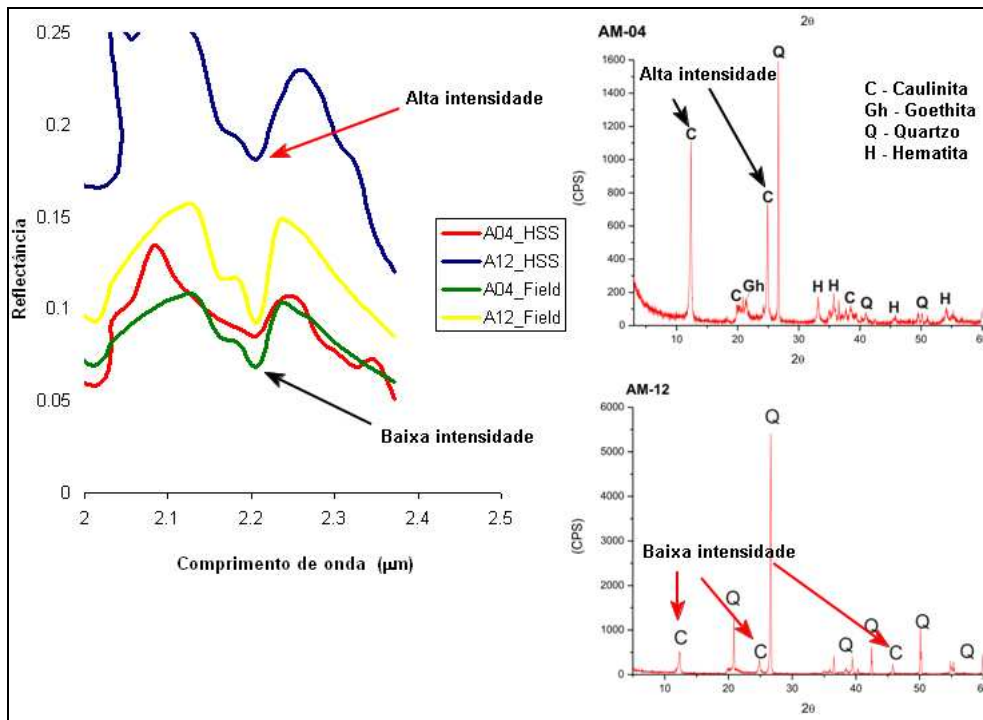 0.25
0.2
0.15
0.1
0.05
0
Reflectância
2
2.1
2.2
2.3
2.4
2.5
Comprimento de onda (µm)
Alta intensidade
Baixa intensidade
A04_HSS
A12_HSS
A04_Field
A12_Field
2θ
AM-04
1600
1400
1200
1000
800
600
400
200
0
(CPS)
Alta intensidade
C
C
Q
C
Gh
H
H
C
Q
H
Q
H
C - Caulinita
Gh - Goethita
Q - Quartzo
H - Hematita
10
20
30
40
50
60
2θ
AM-12
6000
5000
4000
3000
2000
1000
0
(CPS)
Baixa intensidade
Q
C
Q
C
Q
Q
C
Q
Q
10
20
30
40
50
60
2θ